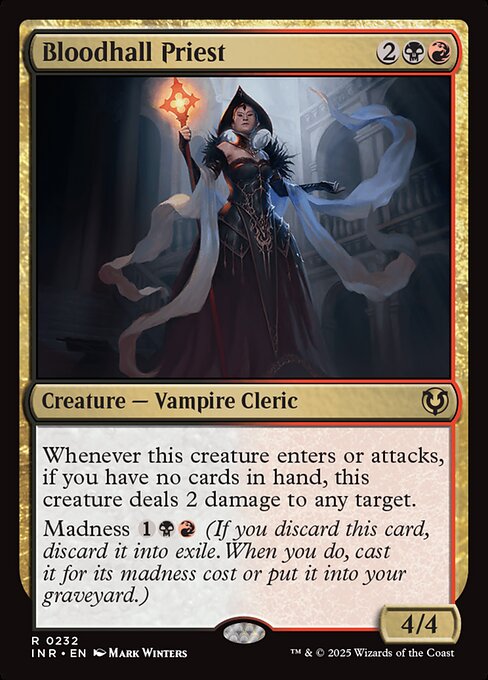 Bloodhall Priest 2
Creature — Vampire Cleric
Whenever this creature enters or attacks,
if you have no cards in hand, this
creature deals 2 damage to any target.
Madness 1 (If you discard this card,
discard it into exile. When you do, cast
it for its madness cost or put it into your
graveyard.)
4/4
R 0232
INR • EN Mark Winters
™ & © 2025 Wizards of the Coast